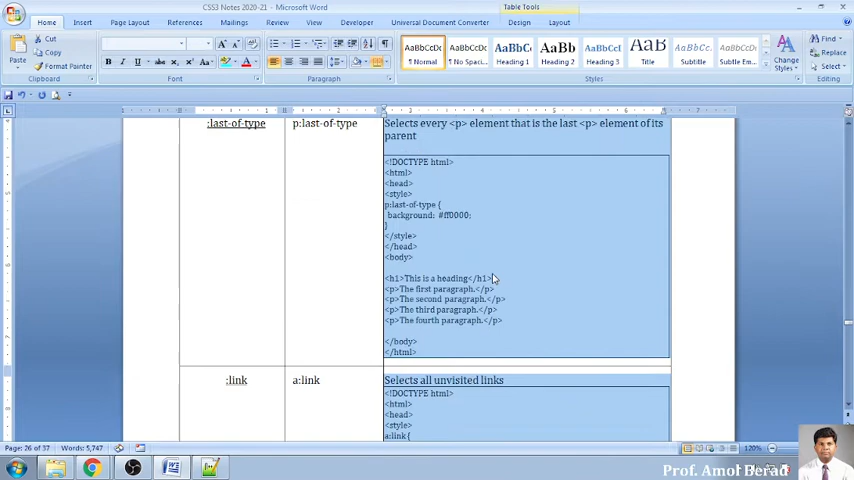 CSS3 Notes 2020-21 - Microsoft Word
Table Tools
Home Insert Page Layout References Mailings Review View Developer Universal Document Converter Design Layout
Cut
Copy
Format Painter
Paste
Clipboard
Font
Paragraph
AaBbCcDc AaBbCcDc AaBbC AaBbCc AaBbCcI AaB AaBbCc. AaBbCcDc
¶ Normal ¶ No Spaci... Heading 1 Heading 2 Heading 3 Title Subtitle Subtle Em...
Change
Styles
Styles
Find
Replace
Select
Editing
:last-of-type
p:last-of-type
Selects every <p> element that is the last <p> element of its
parent
<!DOCTYPE html>
<html>
<head>
<style>
p:last-of-type {
background: #ff0000;
}
</style>
</head>
<body>
<h1>This is a heading</h1>
<p>The first paragraph.</p>
<p>The second paragraph.</p>
<p>The third paragraph.</p>
<p>The fourth paragraph.</p>
</body>
</html>
:link
a:link
Selects all unvisited links
<!DOCTYPE html>
<html>
<head>
<style>
a:link {
Page: 26 of 37 Words: 5,747
120%
Prof. Amol Berad